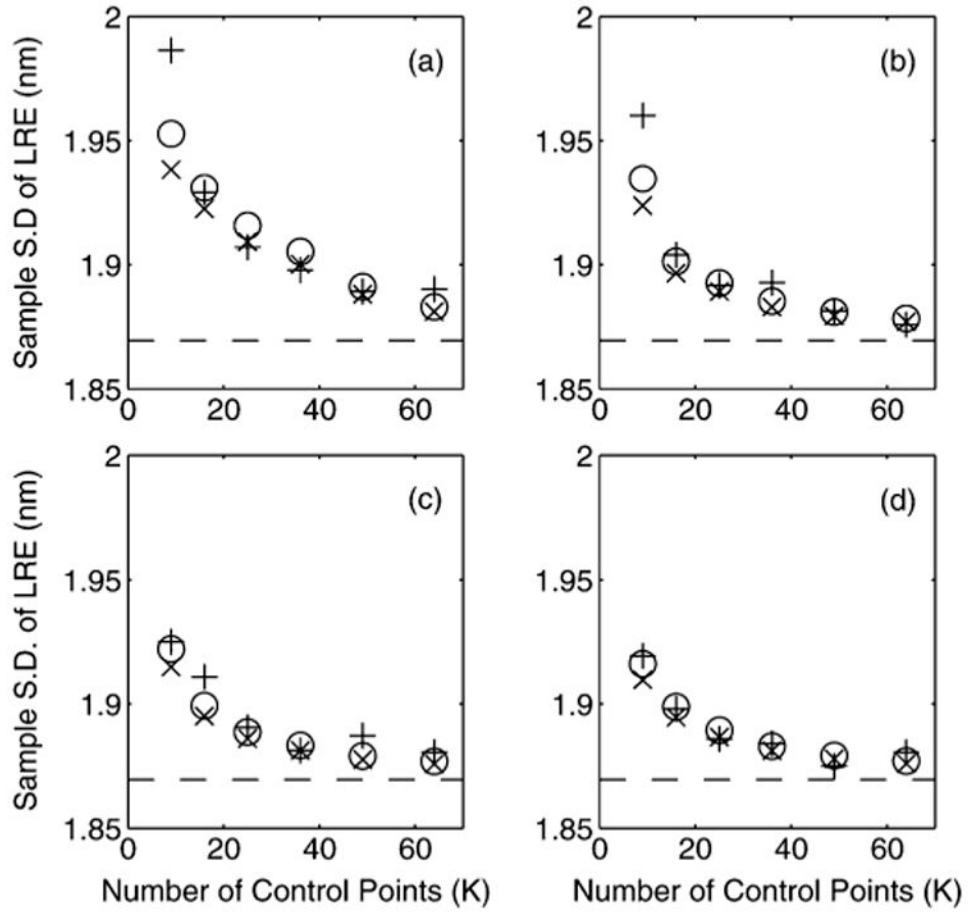 2
1.95
1.9
1.85
0 20 40 60
Sample S.D of LRE (nm)
(a)
2
1.95
1.9
1.85
0 20 40 60
(b)
2
1.95
1.9
1.85
0 20 40 60
Sample S.D. of LRE (nm)
(c)
Number of Control Points (K)
2
1.95
1.9
1.85
0 20 40 60
(d)
Number of Control Points (K)